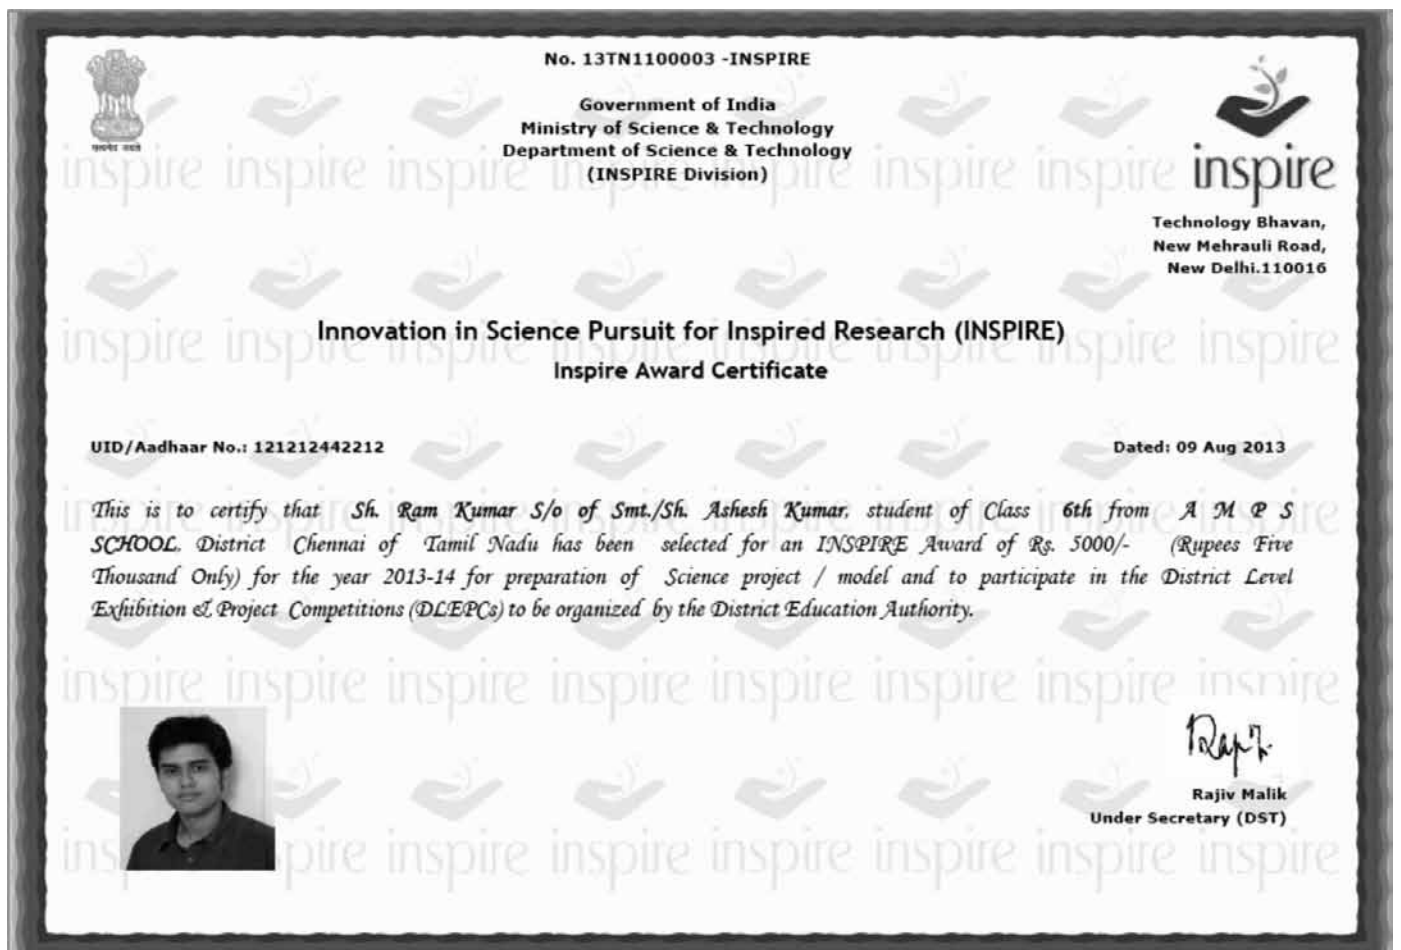 No. 13TN1100003 -INSPIRE
Government of India
Ministry of Science & Technology
Department of Science & Technology
(INSPIRE Division)
सत्यमेव जयते
inspire
Technology Bhavan,
New Mehrauli Road,
New Delhi.110016
Innovation in Science Pursuit for Inspired Research (INSPIRE)
Inspire Award Certificate
UID/Aadhaar No.: 121212442212 Dated: 09 Aug 2013
This is to certify that Sh. Ram Kumar S/o of Smt./Sh. Ashesh Kumar, student of Class 6th from A M P S
SCHOOL, District Chennai of Tamil Nadu has been selected for an INSPIRE Award of Rs. 5000/- (Rupees Five
Thousand Only) for the year 2013-14 for preparation of Science project / model and to participate in the District Level
Exhibition & Project Competitions (DLEPCs) to be organized by the District Education Authority.
Rajiv Malik
Under Secretary (DST)